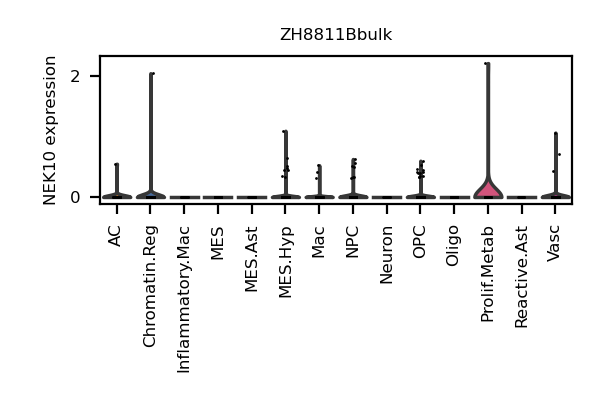 ZH8811Bbulk
NEK10 expression
2
0
AC
Chromatin.Reg
Inflammatory.Mac
MES
MES.Ast
MES.Hyp
Mac
NPC
Neuron
OPC
Oligo
Prolif.Metab
Reactive.Ast
Vasc